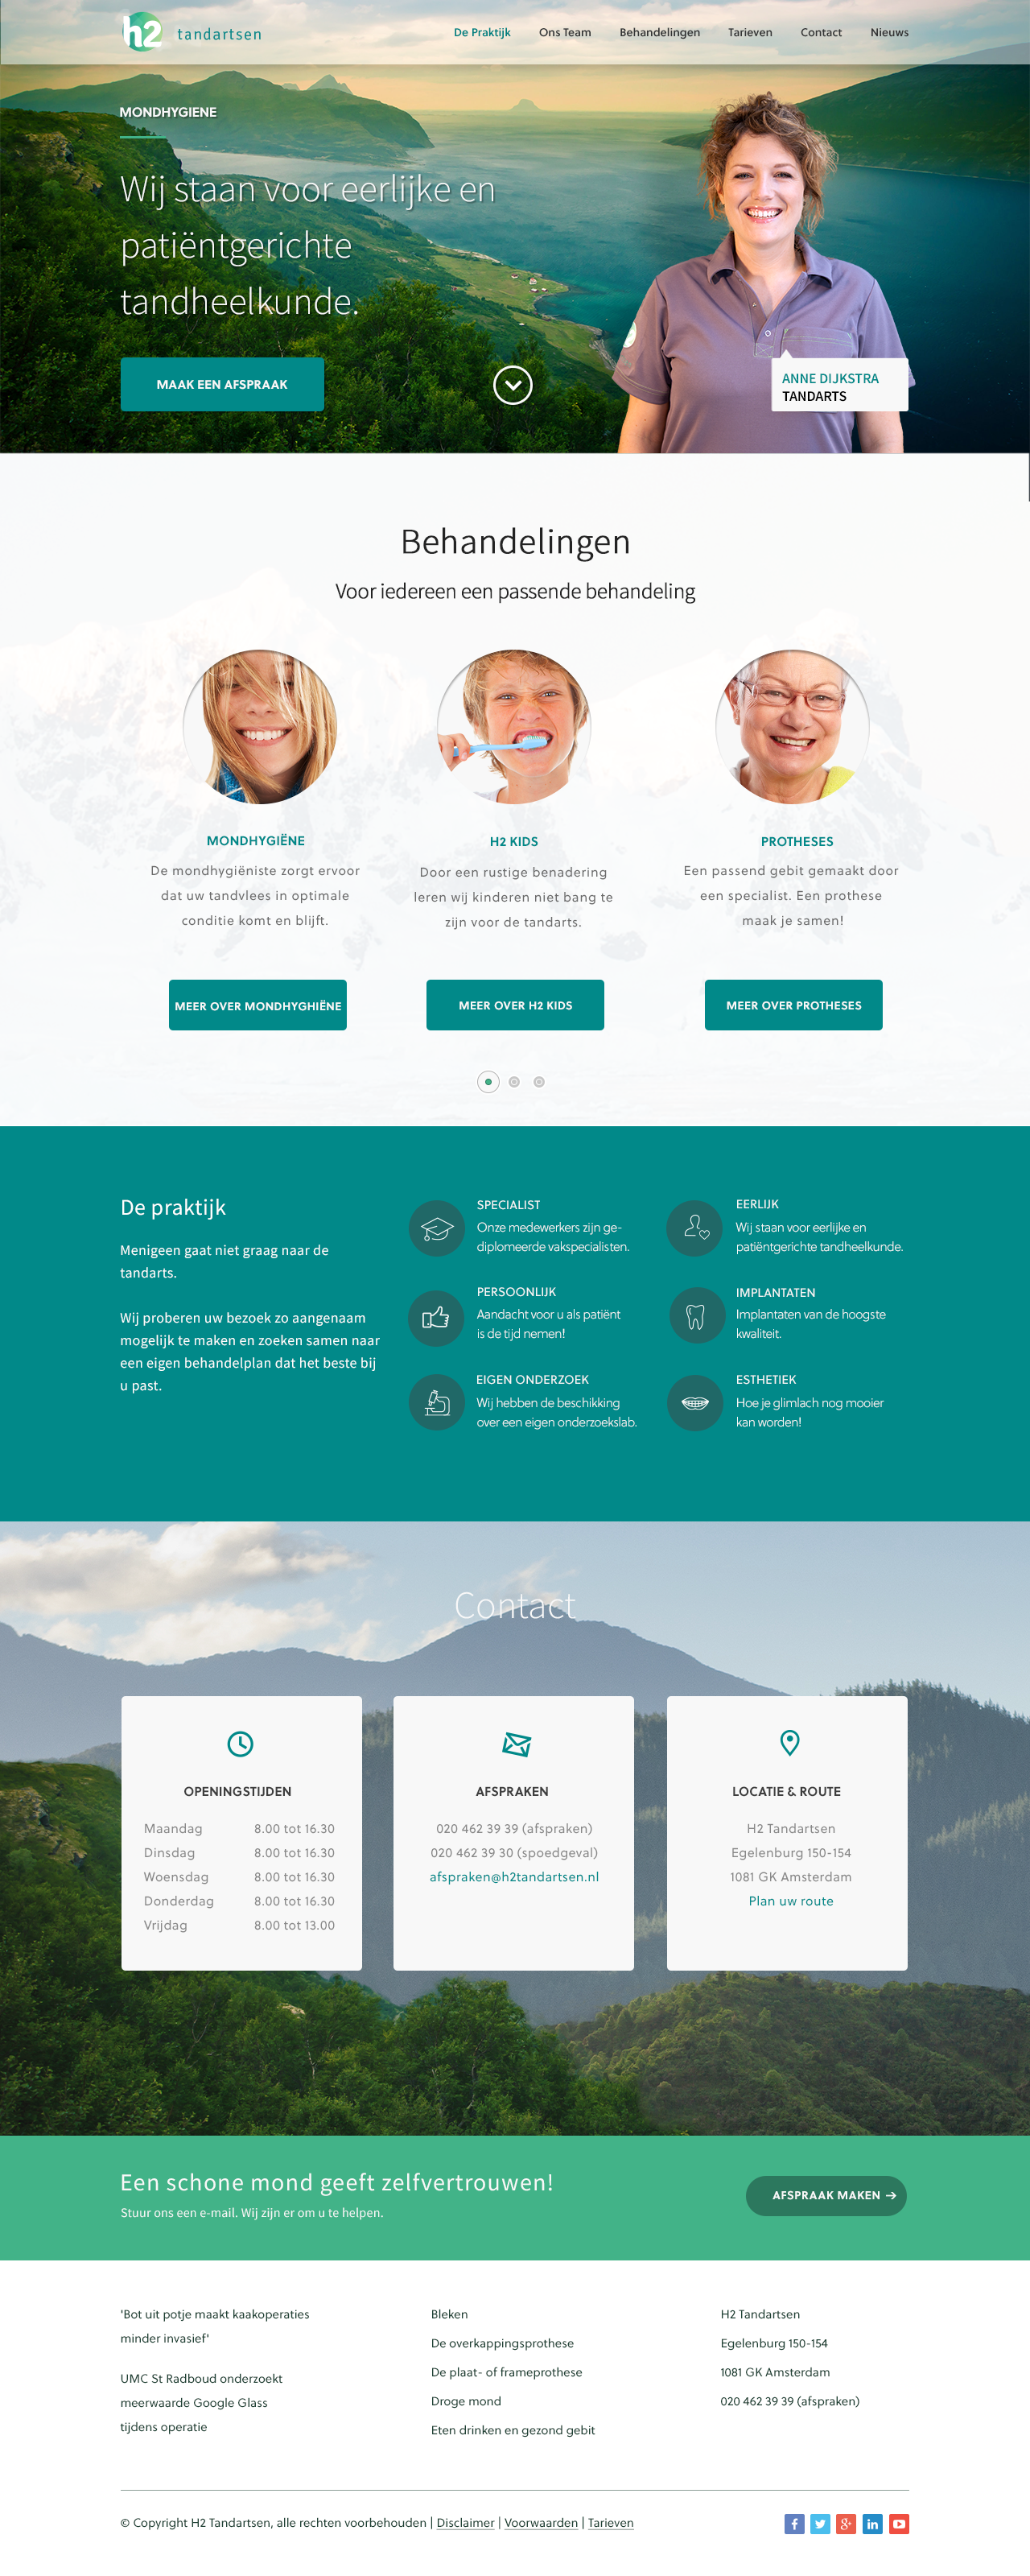 h2 tandartsen
De Praktijk Ons Team Behandelingen Tarieven Contact Nieuws
MONDHYGIENE
Wij staan voor eerlijke en
patiëntgerichte
tandheelkunde.
MAAK EEN AFSPRAAK
ANNE DIJKSTRA
TANDARTS
Behandelingen
Voor iedereen een passende behandeling
MONDHYGIËNE
De mondhygiëniste zorgt ervoor
dat uw tandvlees in optimale
conditie komt en blijft.
MEER OVER MONDHYGHIËNE
H2 KIDS
Door een rustige benadering
leren wij kinderen niet bang te
zijn voor de tandarts.
MEER OVER H2 KIDS
PROTHESES
Een passend gebit gemaakt door
een specialist. Een prothese
maak je samen!
MEER OVER PROTHESES
De praktijk
Menigeen gaat niet graag naar de
tandarts.
Wij proberen uw bezoek zo aangenaam
mogelijk te maken en zoeken samen naar
een eigen behandelplan dat het beste bij
u past.
SPECIALIST
Onze medewerkers zijn ge-
diplomeerde vakspecialisten.
PERSOONLIJK
Aandacht voor u als patiënt
is de tijd nemen!
EIGEN ONDERZOEK
Wij hebben de beschikking
over een eigen onderzoekslab.
EERLIJK
Wij staan voor eerlijke en
patiëntgerichte tandheelkunde.
IMPLANTATEN
Implantaten van de hoogste
kwaliteit.
ESTHETIEK
Hoe je glimlach nog mooier
kan worden!
Contact
OPENINGSTIJDEN
Maandag 8.00 tot 16.30
Dinsdag 8.00 tot 16.30
Woensdag 8.00 tot 16.30
Donderdag 8.00 tot 16.30
Vrijdag 8.00 tot 13.00
AFSPRAKEN
020 462 39 39 (afspraken)
020 462 39 30 (spoedgeval)
afspraken@h2tandartsen.nl
LOCATIE & ROUTE
H2 Tandartsen
Egelenburg 150-154
1081 GK Amsterdam
Plan uw route
Een schone mond geeft zelfvertrouwen!
Stuur ons een e-mail. Wij zijn er om u te helpen.
AFSPRAAK MAKEN →
'Bot uit potje maakt kaakoperaties
minder invasief'
UMC St Radboud onderzoekt
meerwaarde Google Glass
tijdens operatie
Bleken
De overkappingsprothese
De plaat- of frameprothese
Droge mond
Eten drinken en gezond gebit
H2 Tandartsen
Egelenburg 150-154
1081 GK Amsterdam
020 462 39 39 (afspraken)
© Copyright H2 Tandartsen, alle rechten voorbehouden | Disclaimer | Voorwaarden | Tarieven